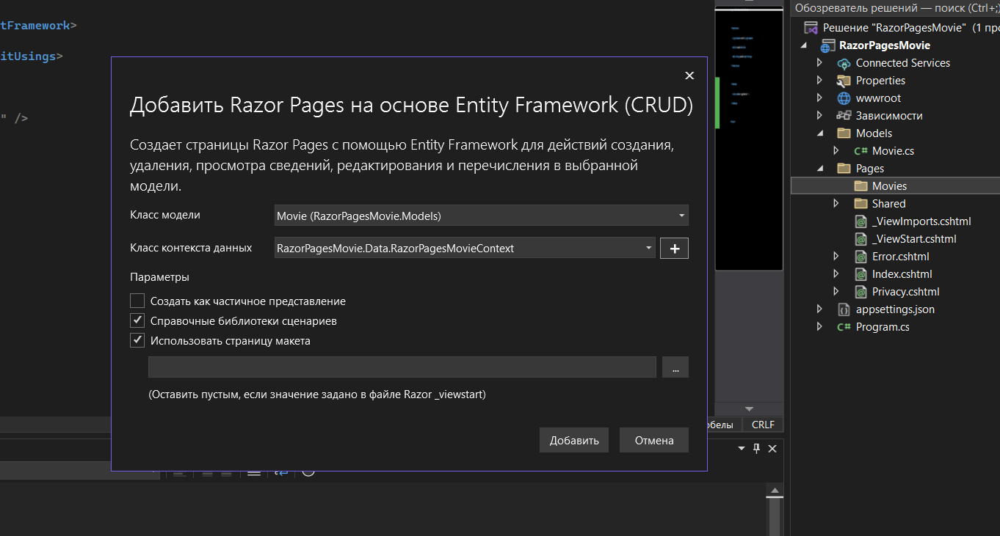 tFramework>
itUsings>
" />
Добавить Razor Pages на основе Entity Framework (CRUD)
Создает страницы Razor Pages с помощью Entity Framework для действий создания,
удаления, просмотра сведений, редактирования и перечисления в выбранной
модели.
Класс модели
Movie (RazorPagesMovie.Models)
Класс контекста данных
RazorPagesMovie.Data.RazorPagesMovieContext
+
Параметры
Создать как частичное представление
Справочные библиотеки сценариев
Использовать страницу макета
...
(Оставить пустым, если значение задано в файле Razor _viewstart)
Добавить
Отмена
обелы
CRLF
Обозреватель решений — поиск (Ctrl+;)
Решение "RazorPagesMovie" (1 про
RazorPagesMovie
Connected Services
Properties
wwwroot
Зависимости
Models
C# Movie.cs
Pages
Movies
Shared
_ViewImports.cshtml
_ViewStart.cshtml
Error.cshtml
Index.cshtml
Privacy.cshtml
appsettings.json
C# Program.cs